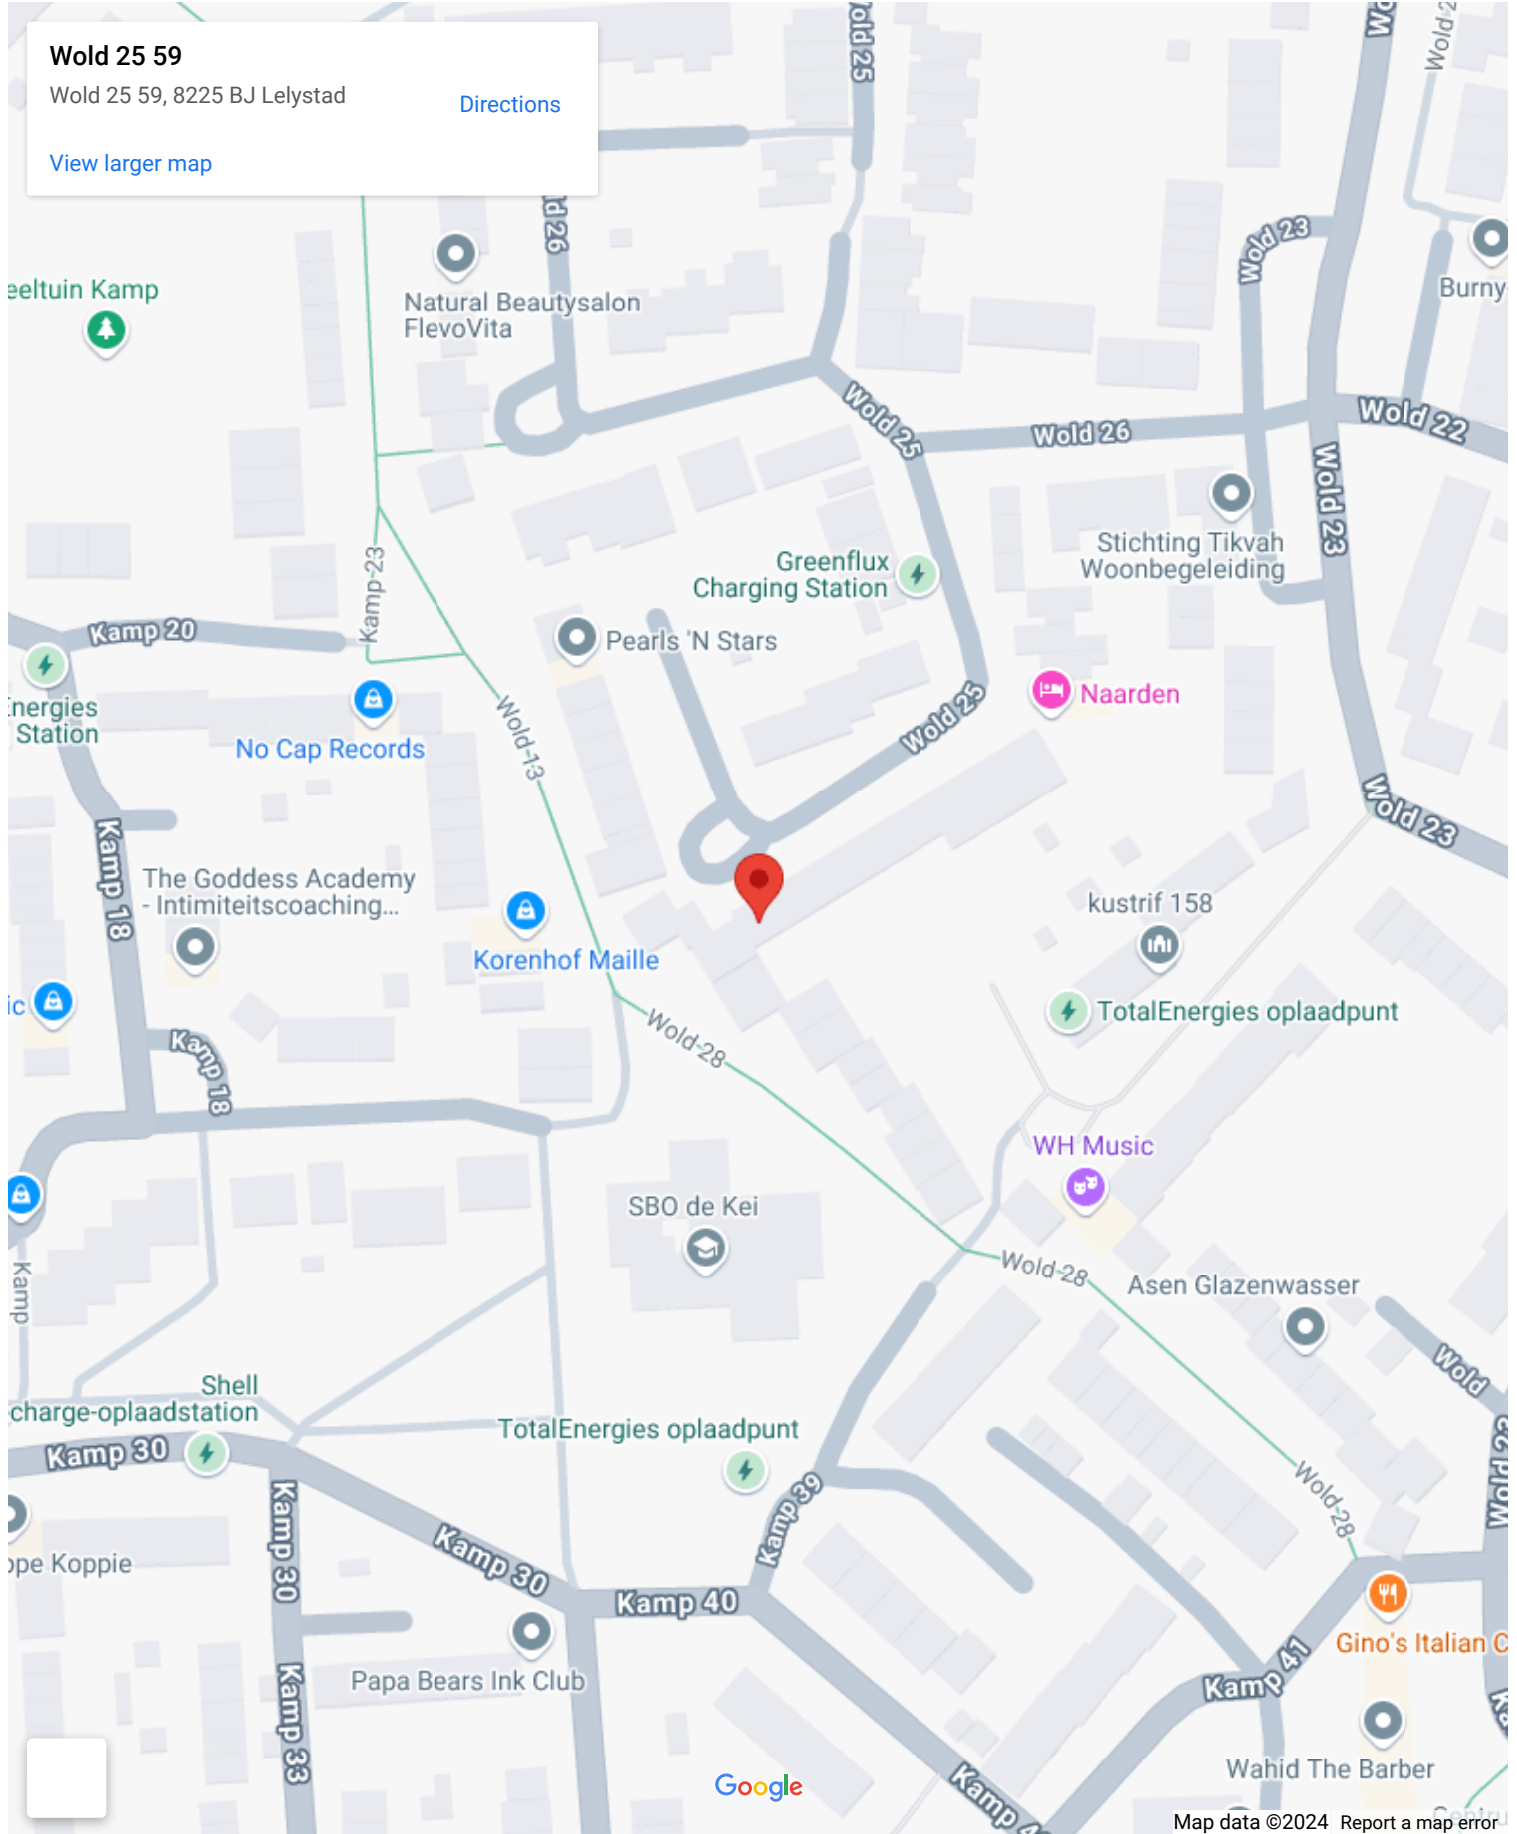 Wold 25 59
Wold 25 59, 8225 BJ Lelystad
Directions
View larger map
Wold 25
Wold 23
eeltuin Kamp
Natural Beautysalon
FlevoVita
Burny
Wold 25
Wold 26
Wold 22
Wold 23
Stichting Tikvah
Woonbegeleiding
Greenflux
Charging Station
Kamp 23
Kamp 20
Pearls 'N Stars
Naarden
Wold 25
Wold 13
nergies
Station
No Cap Records
Wold 23
Kamp 18
The Goddess Academy
- Intimiteitscoaching...
kustrif 158
Korenhof Maille
ic
TotalEnergies oplaadpunt
Wold 28
Kamp 18
WH Music
SBO de Kei
Wold 28
Asen Glazenwasser
Kamp
Wold
Shell
charge-oplaadstation
TotalEnergies oplaadpunt
Kamp 30
Wold 23
Wold 28
Kamp 39
Kamp 30
Kamp 30
ope Koppie
Kamp 40
Gino's Italian C
Kamp 41
Papa Bears Ink Club
Kamp 33
Wahid The Barber
Google
Kamp 4
Map data ©2024 Report a map error